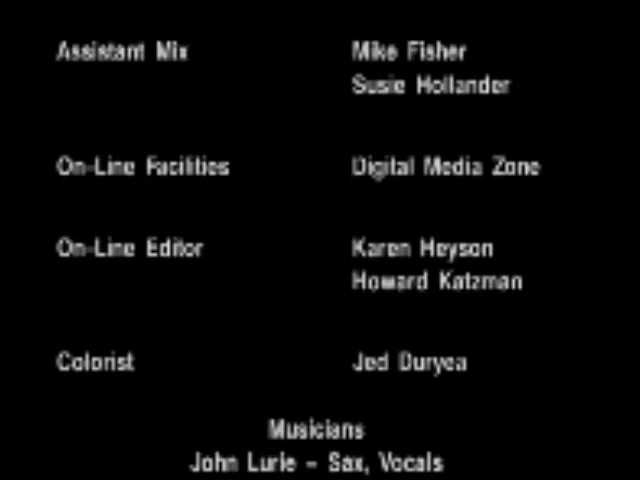 Assistant Mix Mike Fisher
Susie Hollander
On-Line Facilities Digital Media Zone
On-Line Editor Karen Heyson
Howard Katzman
Colorist Jed Duryea
Musicians
John Lurie – Sax, Vocals